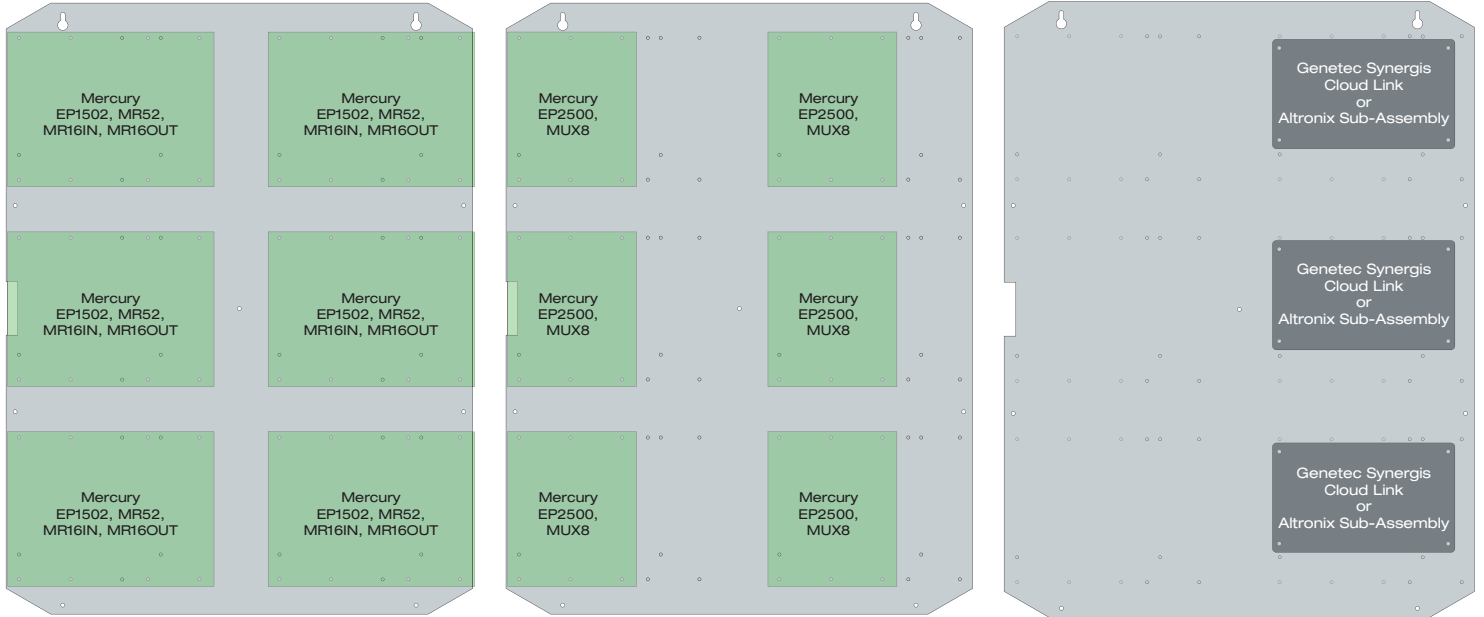 Mercury
EP1502, MR52,
MR16IN, MR16OUT
Mercury
EP1502, MR52,
MR16IN, MR16OUT
Mercury
EP1502, MR52,
MR16IN, MR16OUT
Mercury
EP1502, MR52,
MR16IN, MR16OUT
Mercury
EP1502, MR52,
MR16IN, MR16OUT
Mercury
EP1502, MR52,
MR16IN, MR16OUT
Mercury
EP2500,
MUX8
Mercury
EP2500,
MUX8
Mercury
EP2500,
MUX8
Mercury
EP2500,
MUX8
Mercury
EP2500,
MUX8
Mercury
EP2500,
MUX8
Genetec Synergis
Cloud Link
or
Altronix Sub-Assembly
Genetec Synergis
Cloud Link
or
Altronix Sub-Assembly
Genetec Synergis
Cloud Link
or
Altronix Sub-Assembly